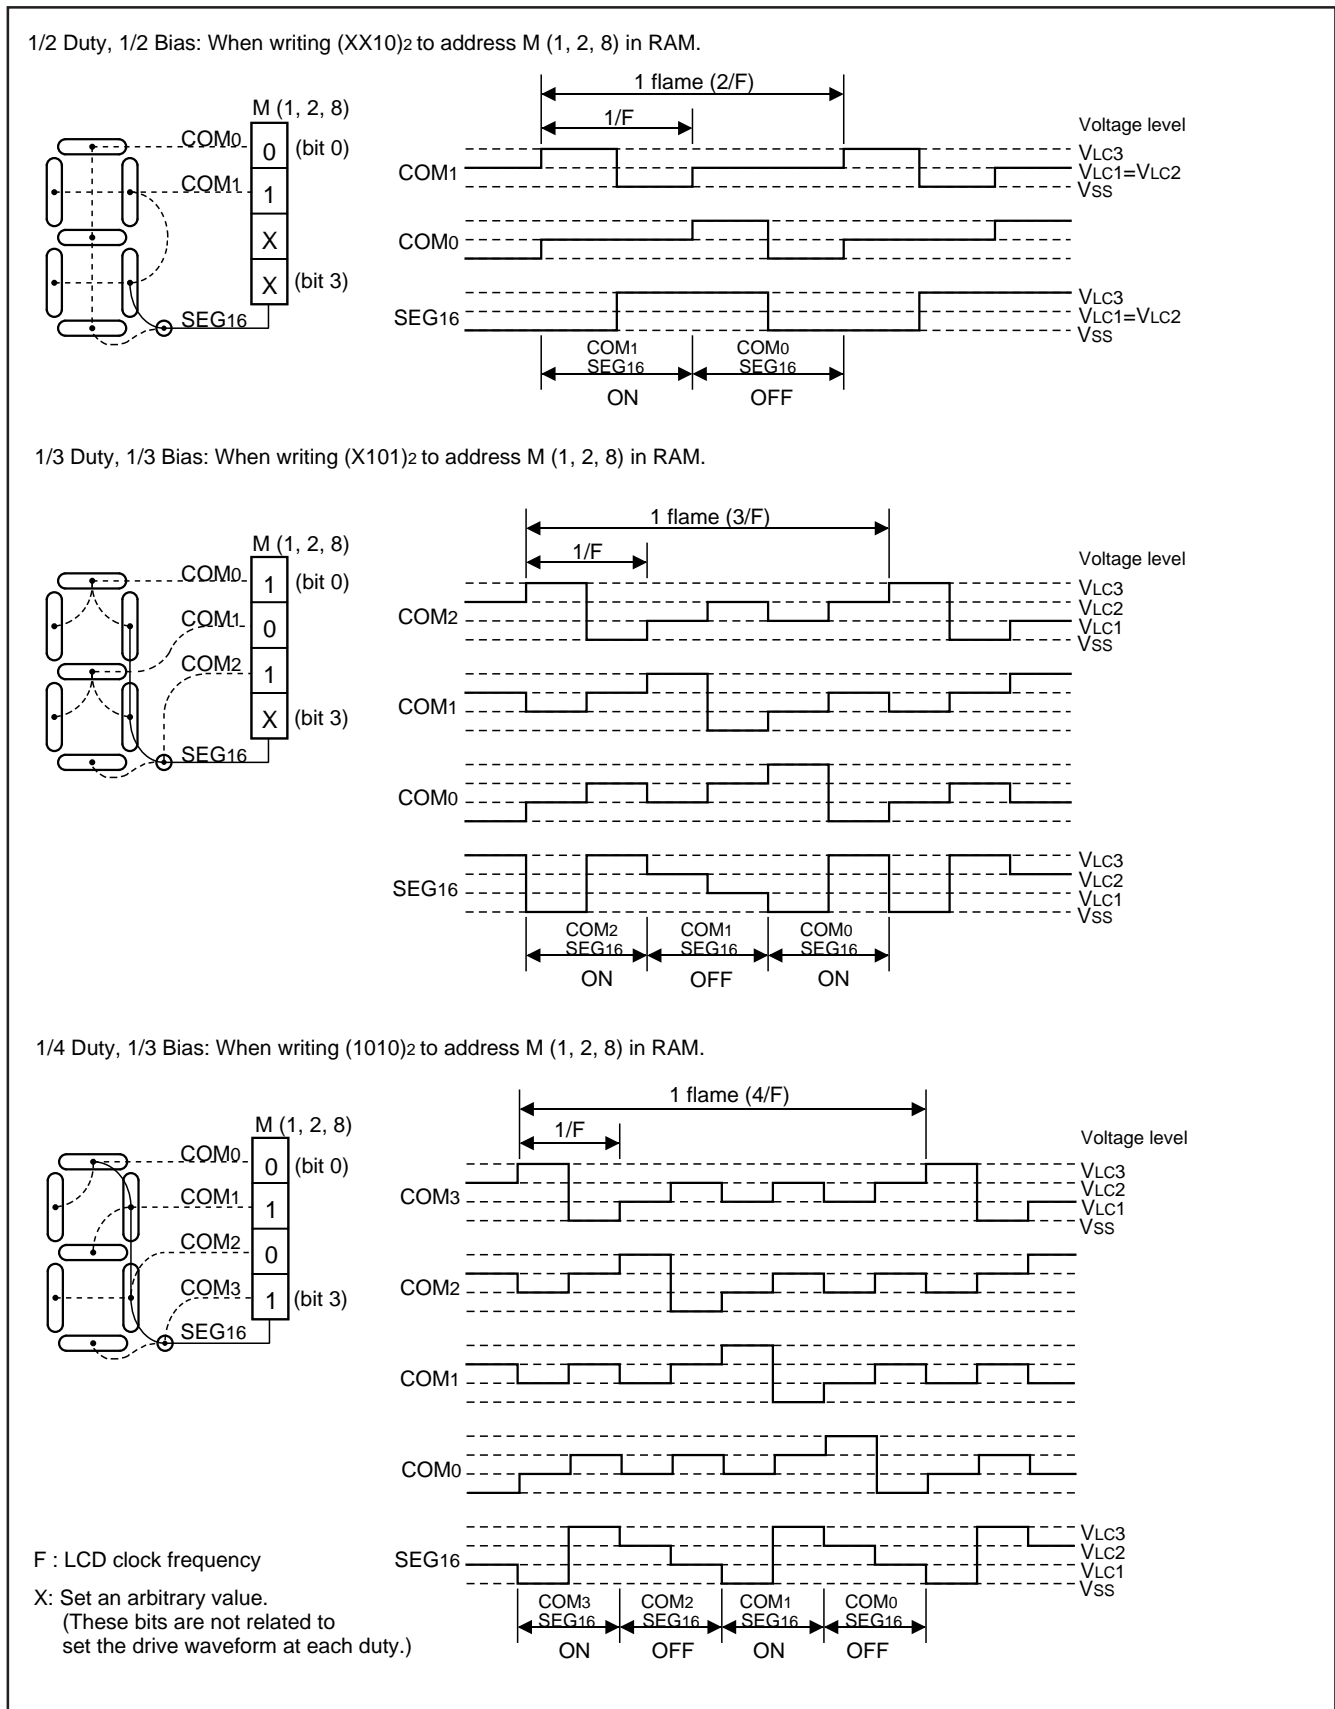 1/2 Duty, 1/2 Bias: When writing (XX10)2 to address M (1, 2, 8) in RAM.
1 flame (2/F)
M (1, 2, 8)
1/F
Voltage level
COM0
0
(bit 0)
COM1
1
X
X
(bit 3)
SEG16
COM1
VLC3
VLC1=VLC2
VSS
COM0
SEG16
VLC3
VLC1=VLC2
VSS
COM1
SEG16
ON
COM0
SEG16
OFF
1/3 Duty, 1/3 Bias: When writing (X101)2 to address M (1, 2, 8) in RAM.
1 flame (3/F)
M (1, 2, 8)
1/F
Voltage level
COM0
1
(bit 0)
COM1
0
COM2
1
X
(bit 3)
SEG16
COM2
VLC3
VLC2
VLC1
VSS
COM1
COM0
SEG16
VLC3
VLC2
VLC1
VSS
COM2
SEG16
ON
COM1
SEG16
OFF
COM0
SEG16
ON
1/4 Duty, 1/3 Bias: When writing (1010)2 to address M (1, 2, 8) in RAM.
1 flame (4/F)
M (1, 2, 8)
1/F
Voltage level
COM0
0
(bit 0)
COM1
1
COM2
0
COM3
1
(bit 3)
SEG16
COM3
VLC3
VLC2
VLC1
VSS
COM2
COM1
COM0
SEG16
VLC3
VLC2
VLC1
VSS
COM3
SEG16
ON
COM2
SEG16
OFF
COM1
SEG16
ON
COM0
SEG16
OFF
F : LCD clock frequency
X: Set an arbitrary value.
(These bits are not related to
set the drive waveform at each duty.)